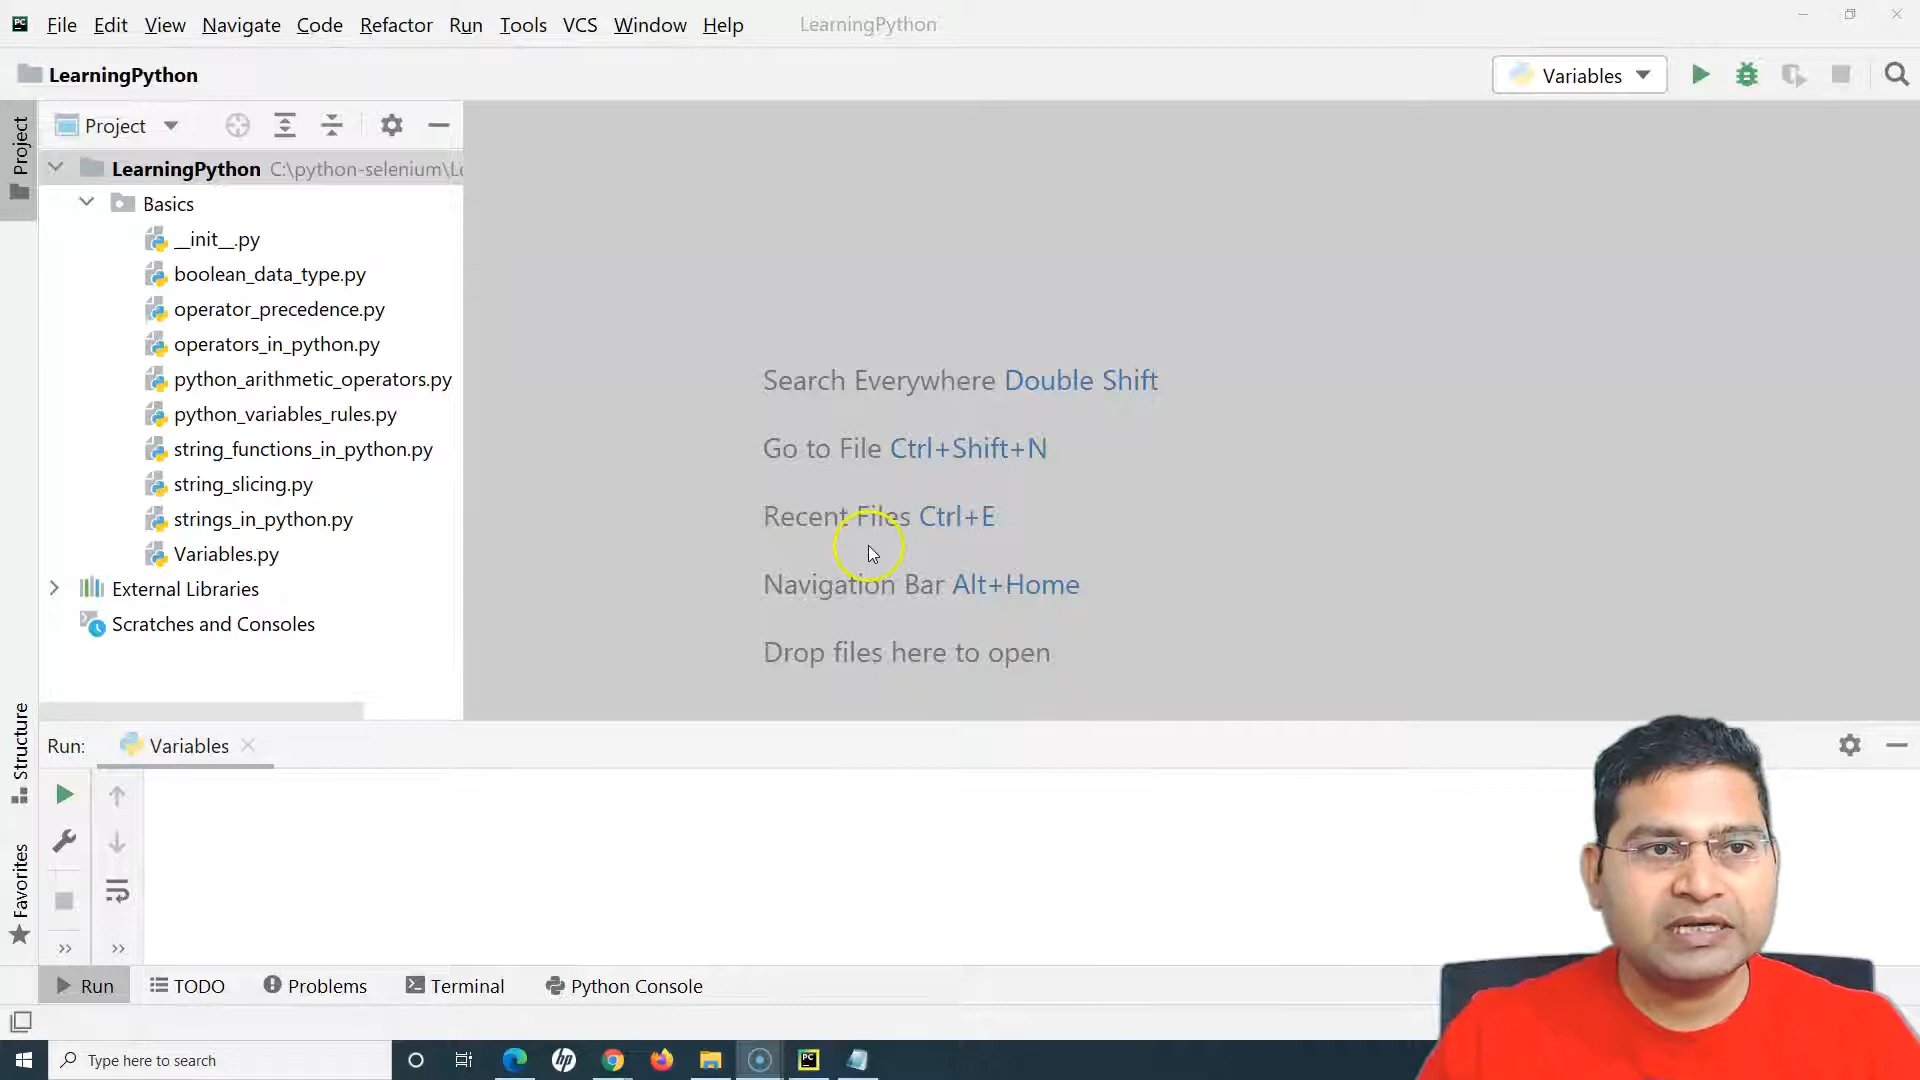 File Edit View Navigate Code Refactor Run Tools VCS Window Help LearningPython
LearningPython
Variables
Project
Project
LearningPython C:\python-selenium\L
Basics
__init__.py
boolean_data_type.py
operator_precedence.py
operators_in_python.py
python_arithmetic_operators.py
python_variables_rules.py
string_functions_in_python.py
string_slicing.py
strings_in_python.py
Variables.py
External Libraries
Scratches and Consoles
Search Everywhere Double Shift
Go to File Ctrl+Shift+N
Recent Files Ctrl+E
Navigation Bar Alt+Home
Drop files here to open
Structure
Favorites
Run: Variables
Run TODO Problems Terminal Python Console
Type here to search